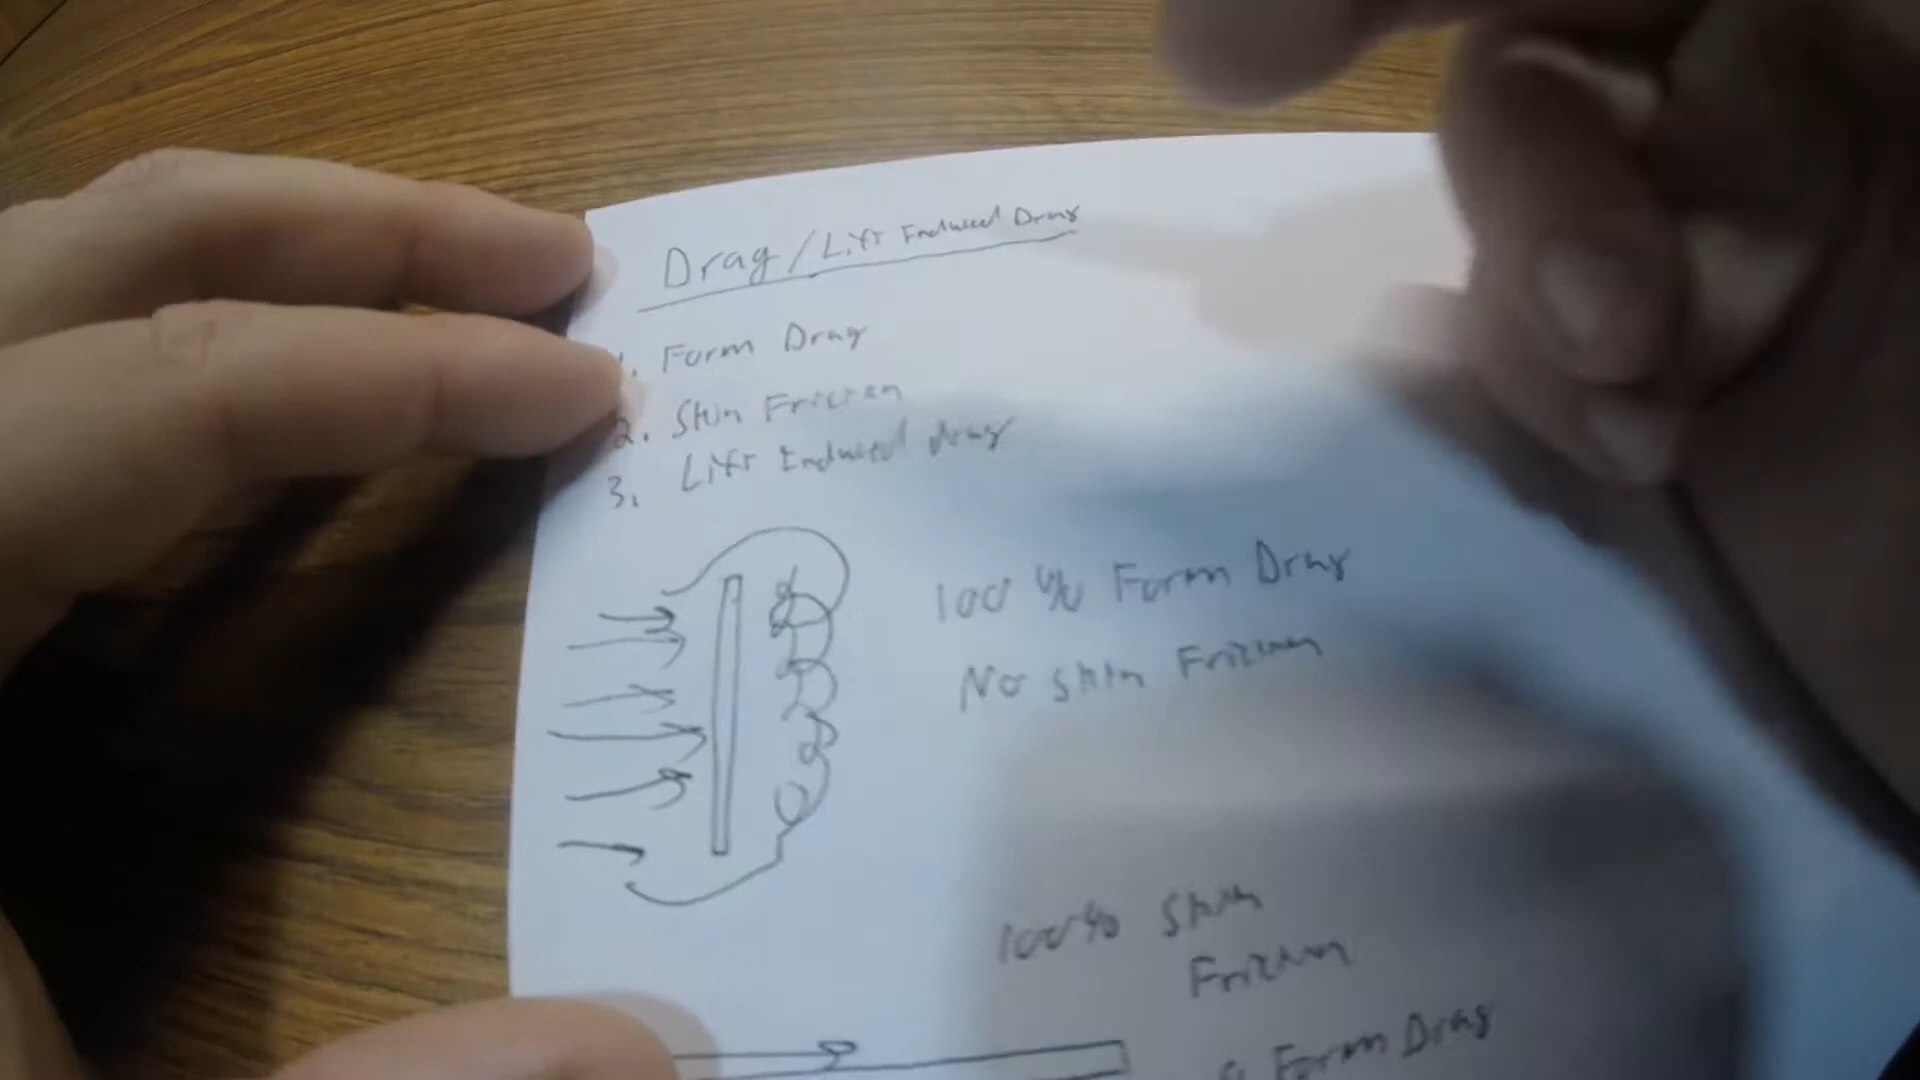 Drag / Lift Induced Drag
1. Form Drag
2. Skin Friction
3. Lift Induced drag
100 % Form Drag
No skin Friction
100% Skin
Friction
Form Drag